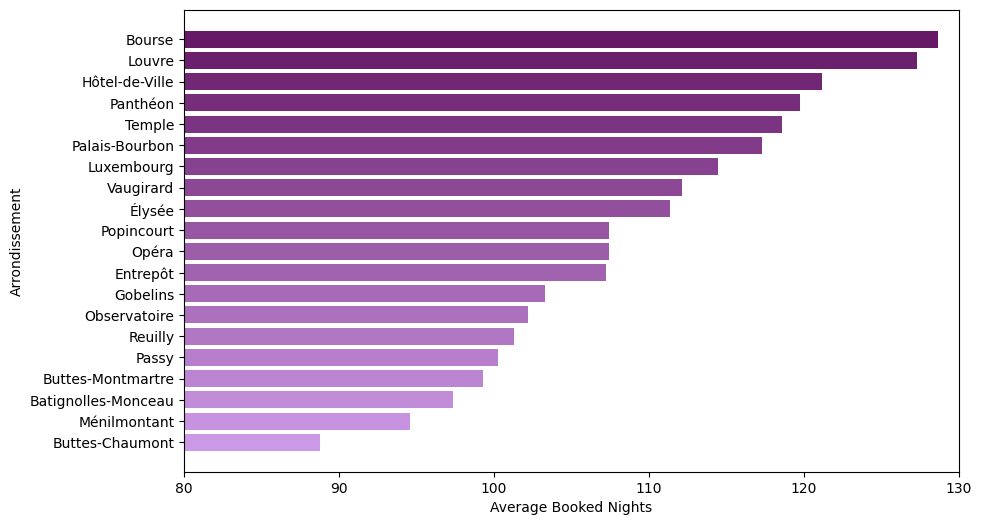 Bourse
Louvre
Hôtel-de-Ville
Panthéon
Temple
Palais-Bourbon
Luxembourg
Vaugirard
Élysée
Popincourt
Opéra
Entrepôt
Gobelins
Observatoire
Reuilly
Passy
Buttes-Montmartre
Batignolles-Monceau
Ménilmontant
Buttes-Chaumont
Arrondissement
80 90 100 110 120 130
Average Booked Nights